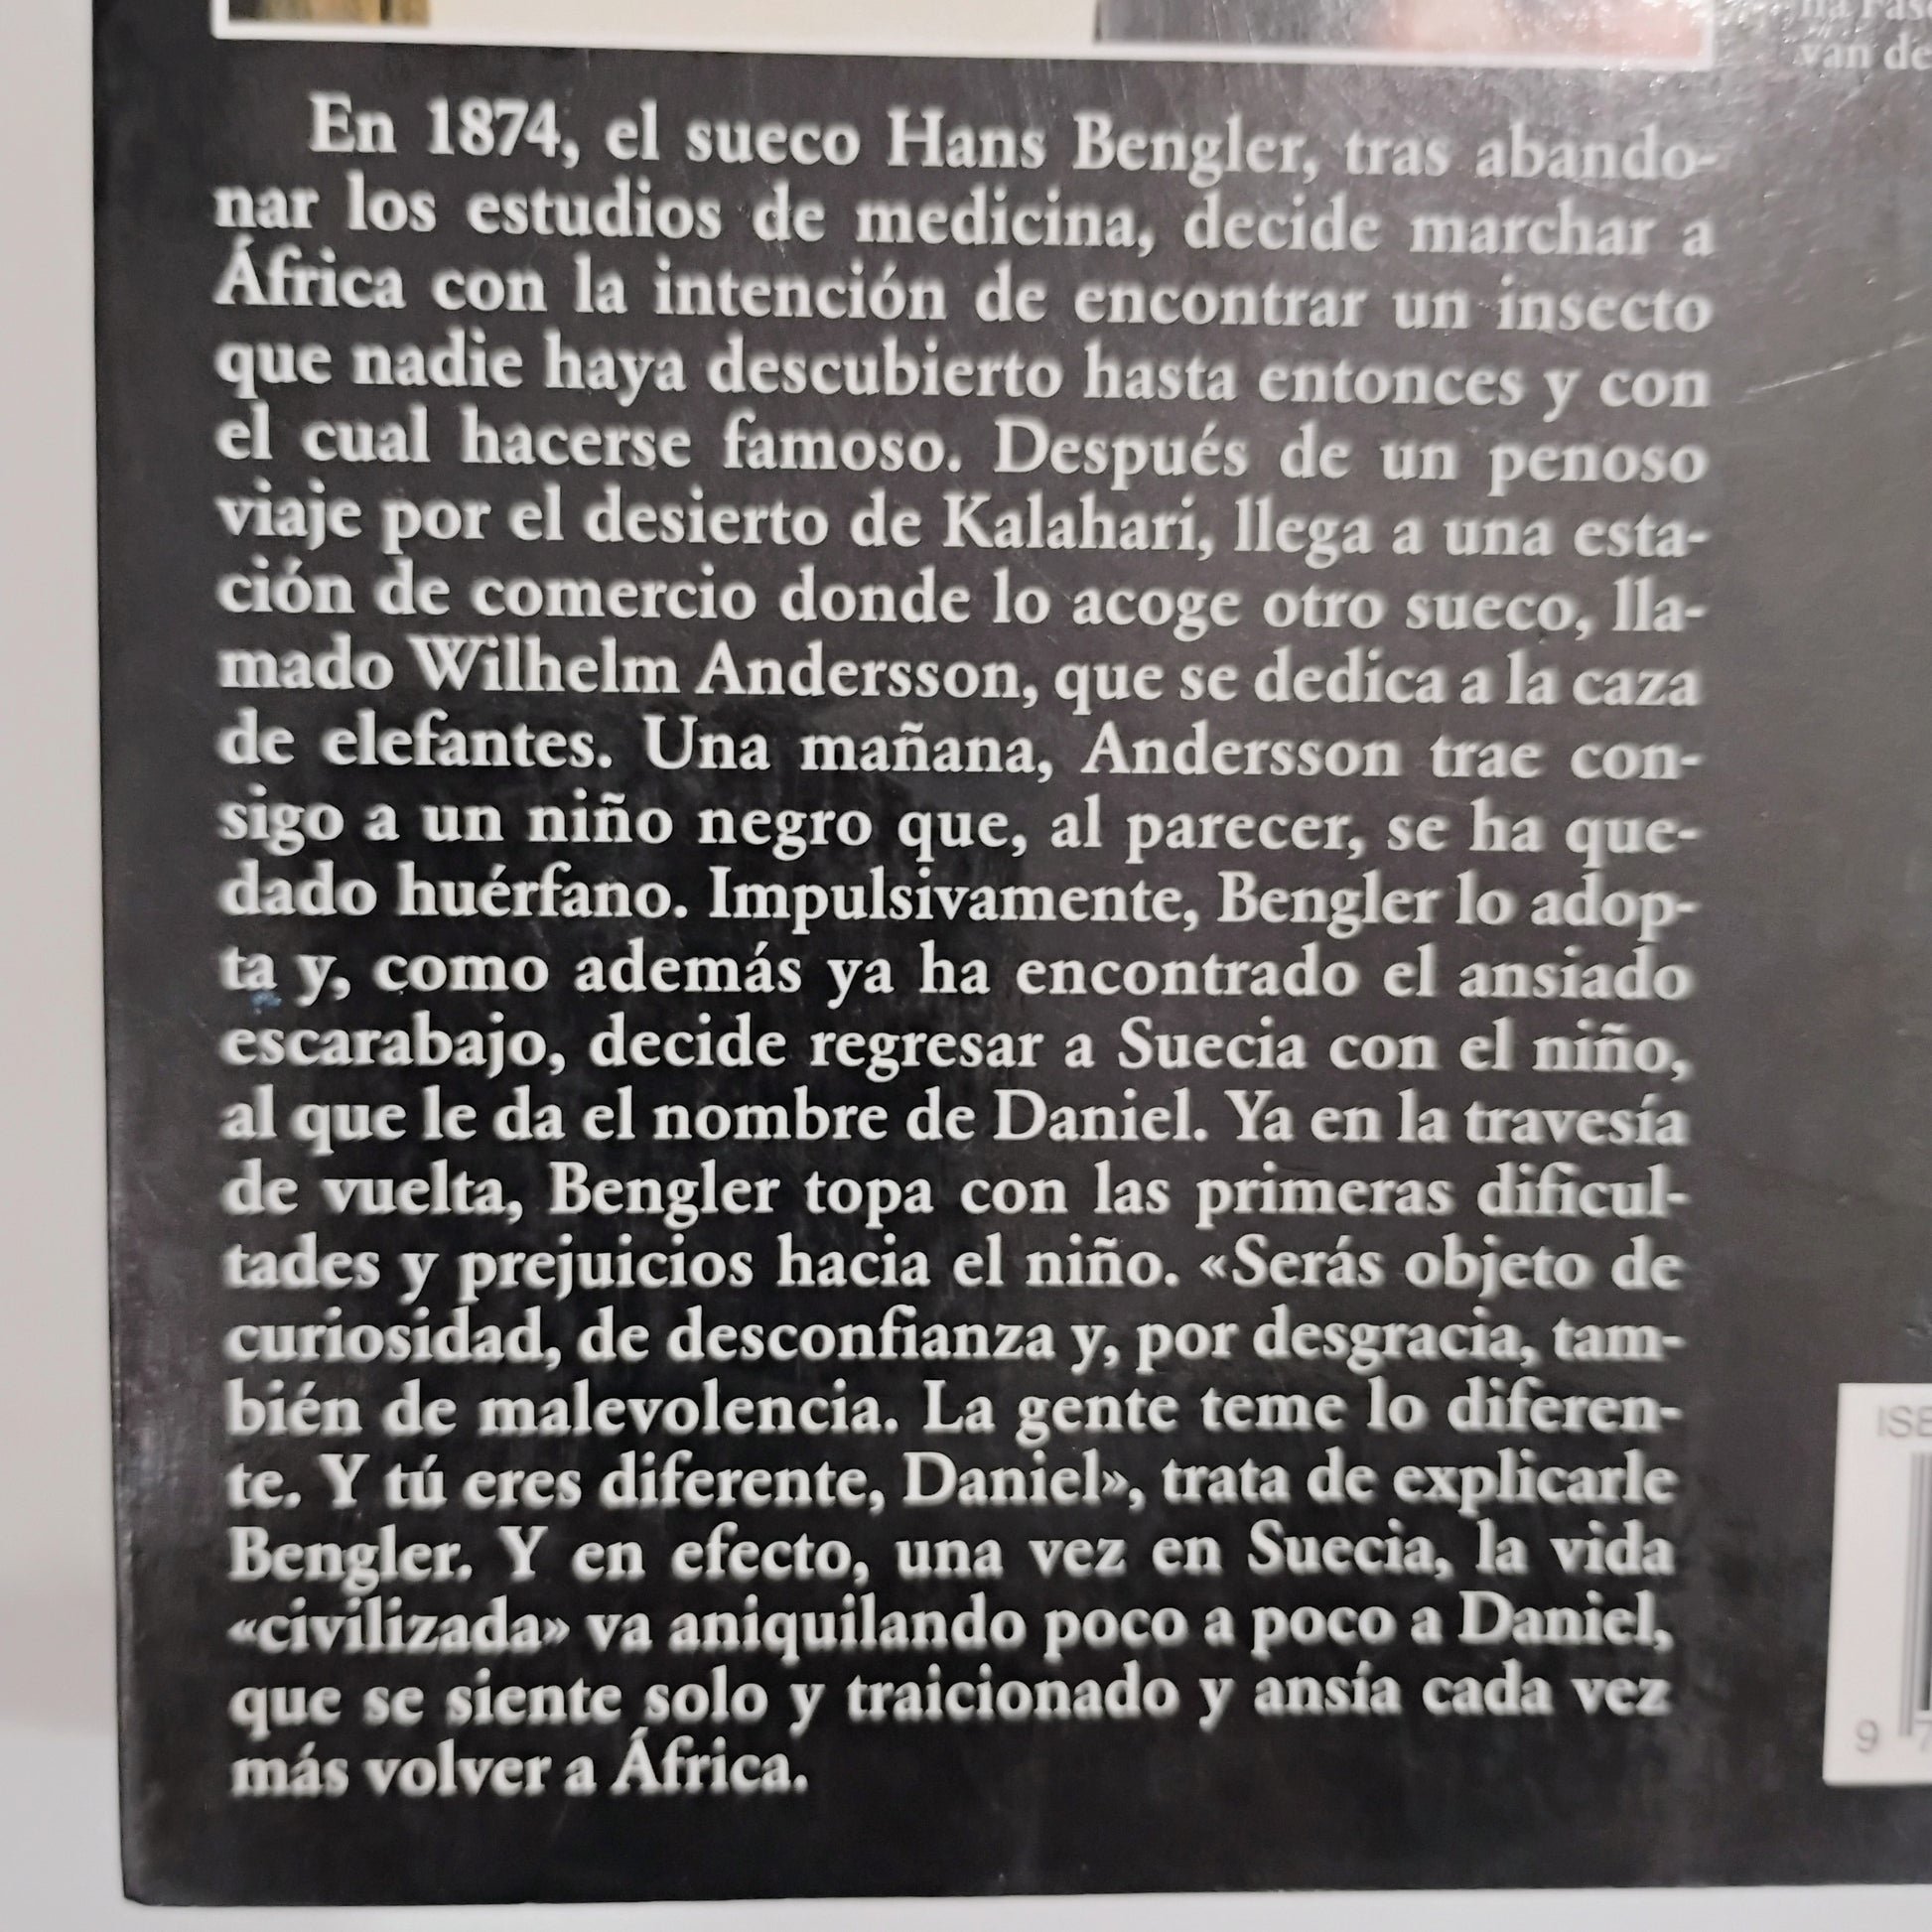 van de
En 1874, el sueco Hans Bengler, tras abando-
nar los estudios de medicina, decide marchar a
África con la intención de encontrar un insecto
que nadie haya descubierto hasta entonces y con
el cual hacerse famoso. Después de un penoso
viaje por el desierto de Kalahari, llega a una esta-
ción de comercio donde lo acoge otro sueco, lla-
mado Wilhelm Andersson, que se dedica a la caza
de elefantes. Una mañana, Andersson trae con-
sigo a un niño negro que, al parecer, se ha que-
dado huérfano. Impulsivamente, Bengler lo adop-
ta y, como además ya ha encontrado el ansiado
escarabajo, decide regresar a Suecia con el niño,
al que le da el nombre de Daniel. Ya en la travesía
de vuelta, Bengler topa con las primeras dificul-
tades y prejuicios hacia el niño. «Serás objeto de
curiosidad, de desconfianza y, por desgracia, tam-
bién de malevolencia. La gente teme lo diferen-
te. Y tú eres diferente, Daniel», trata de explicarle
Bengler. Y en efecto, una vez en Suecia, la vida
«civilizada» va aniquilando poco a poco a Daniel,
que se siente solo y traicionado y ansía cada vez
más volver a África.
9